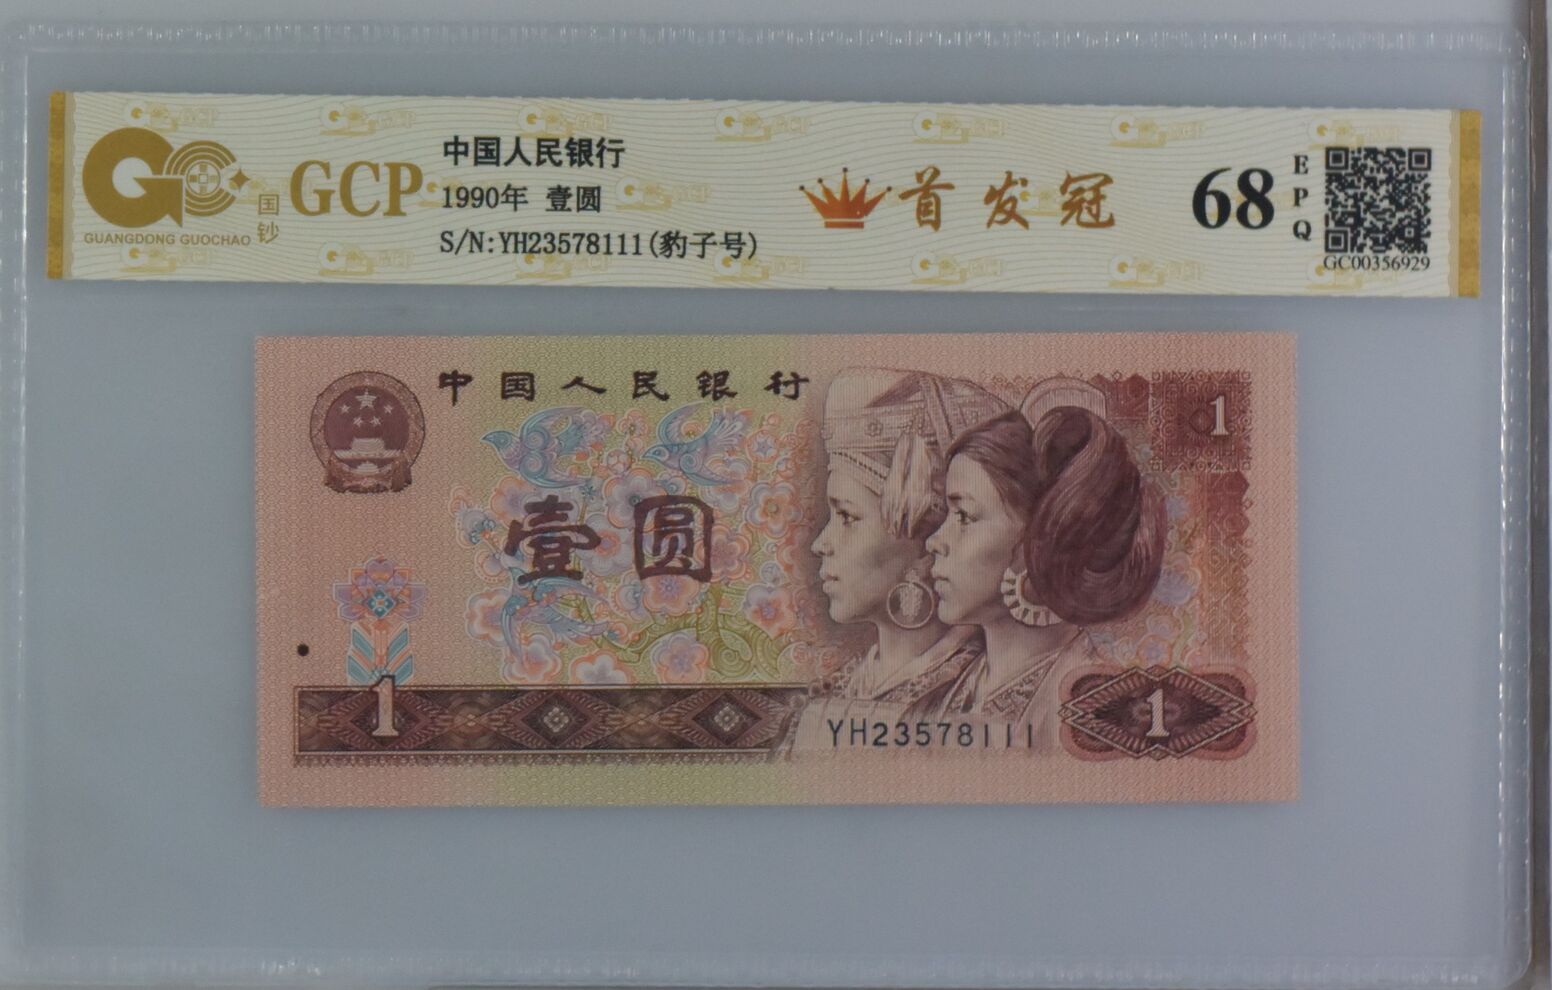 GCP
国钞
GUANGDONG GUOCHAO
中国人民银行
1990年 壹圆
S/N:YH23578111(豹子号)
首发冠
68
EPQ
GC00356929
中国人民银行
1
壹圆
1
YH23578111
1